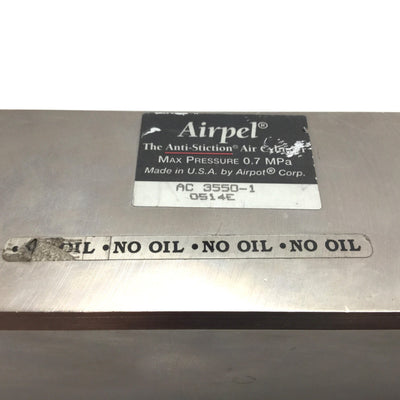 Airpel®
The Anti-Stiction® Air Cylinder
MAX PRESSURE 0.7 MPa
Made in U.S.A. by Airpot® Corp.
AC 3550-1
0514E
OIL • NO OIL • NO OIL • NO OIL